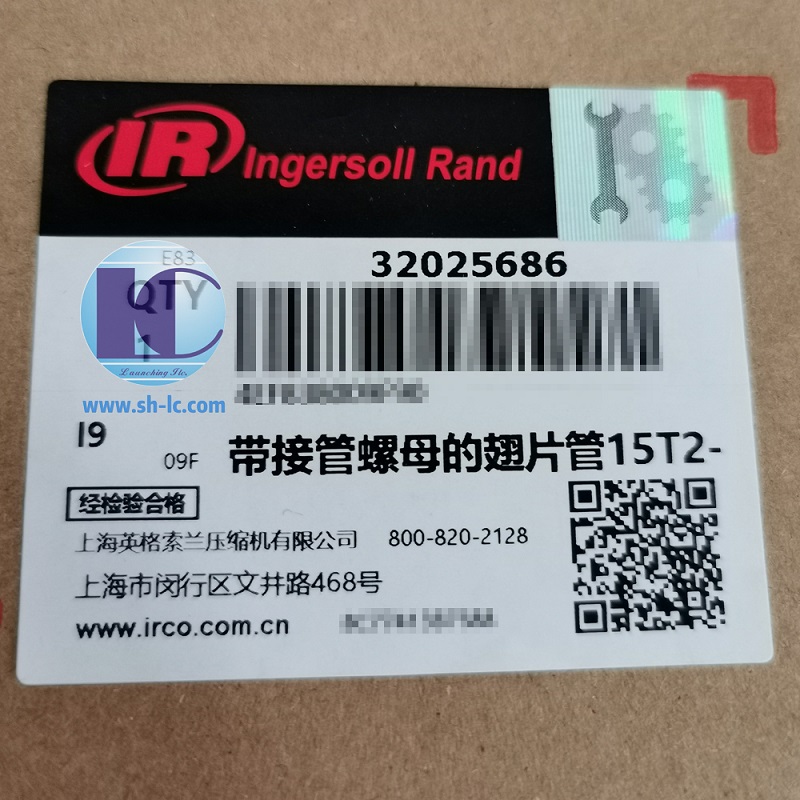 IR Ingersoll Rand
E83
32025686
QTY
1
LC
Launching Itc.
www.sh-lc.com
I9
09F
带接管螺母的翅片管15T2-
经检验合格
上海英格索兰压缩机有限公司 800-820-2128
上海市闵行区文井路468号
www.irco.com.cn